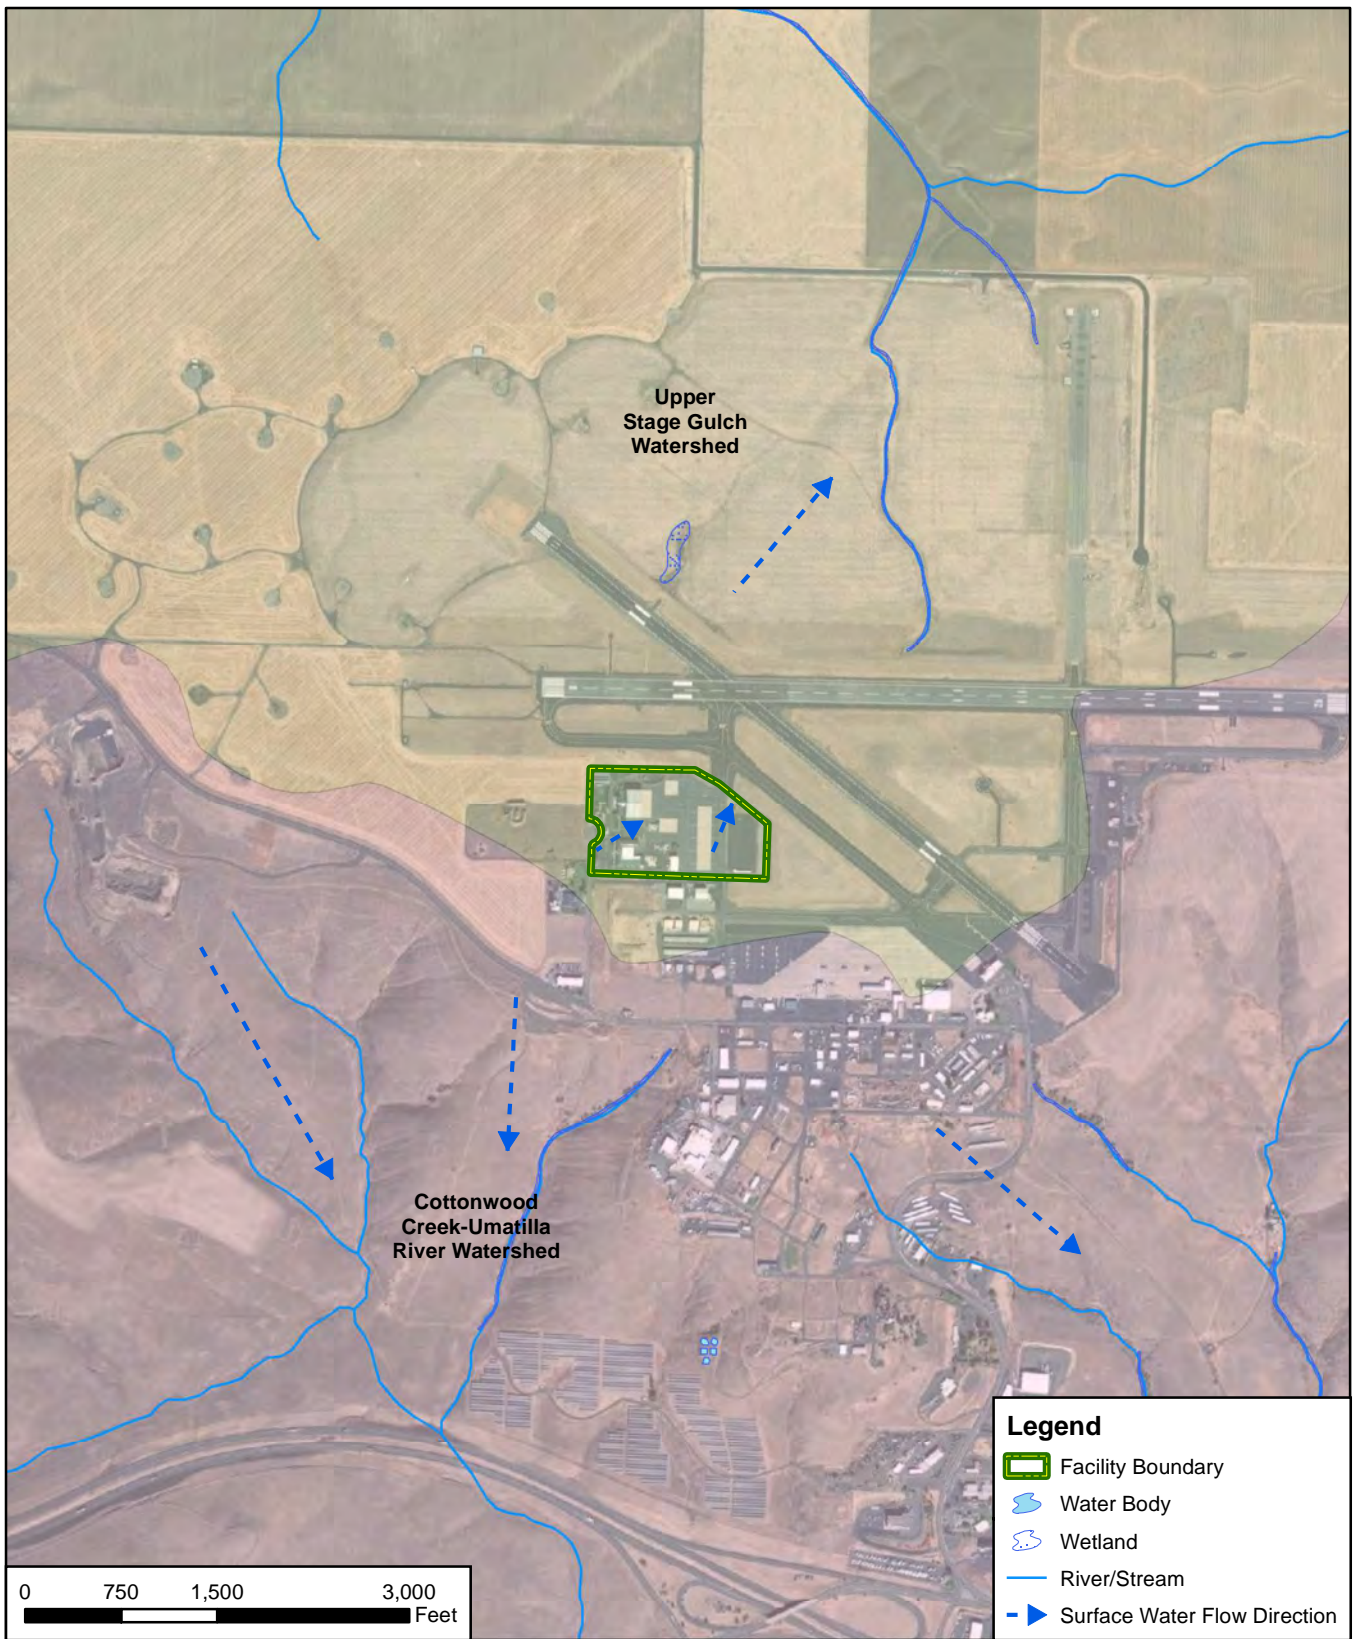 Upper
Stage Gulch
Watershed
Cottonwood
Creek-Umatilla
River Watershed
Legend
Facility Boundary
Water Body
Wetland
River/Stream
Surface Water Flow Direction
0 750 1,500 3,000
Feet